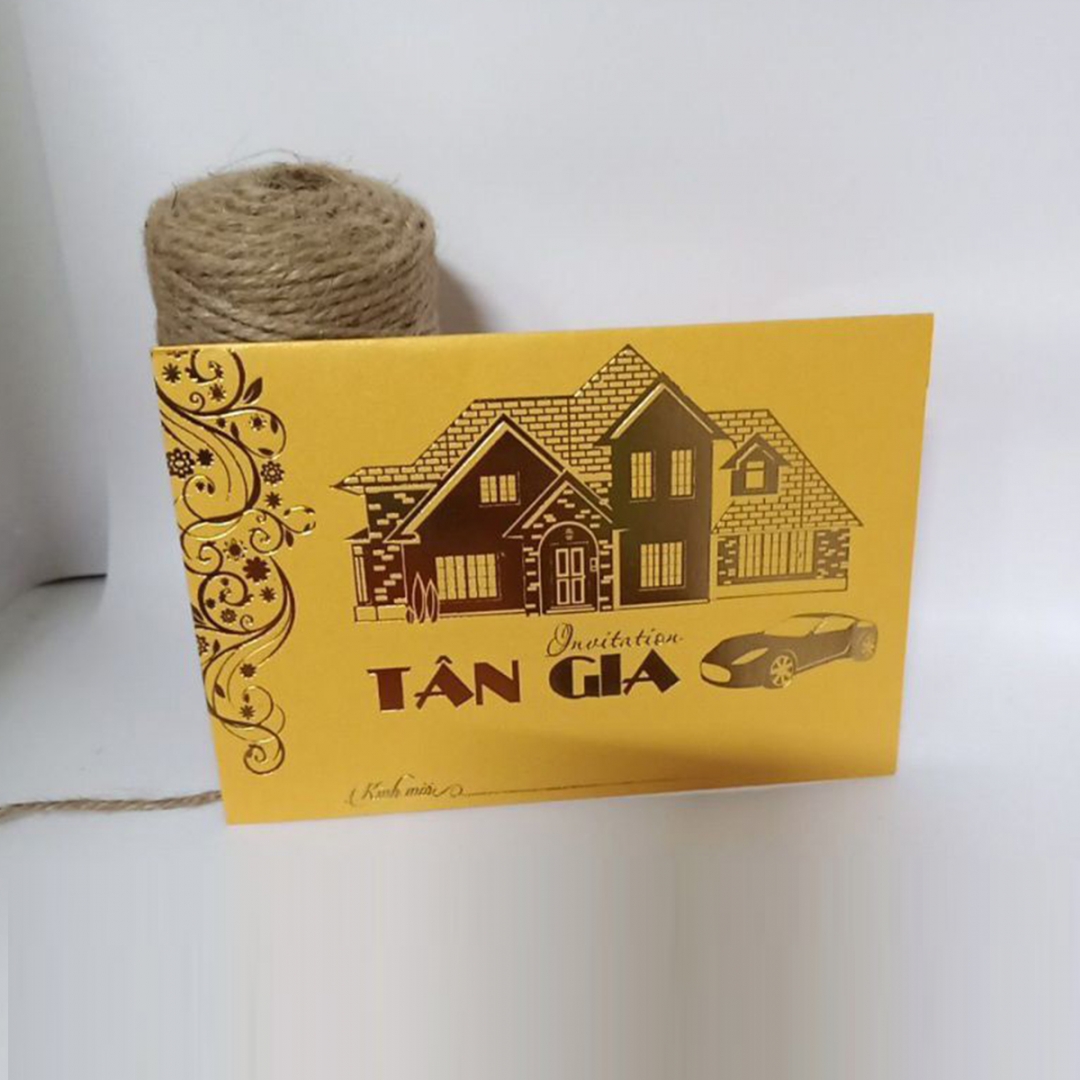 Invitation
TÂN GIA
Kính mời